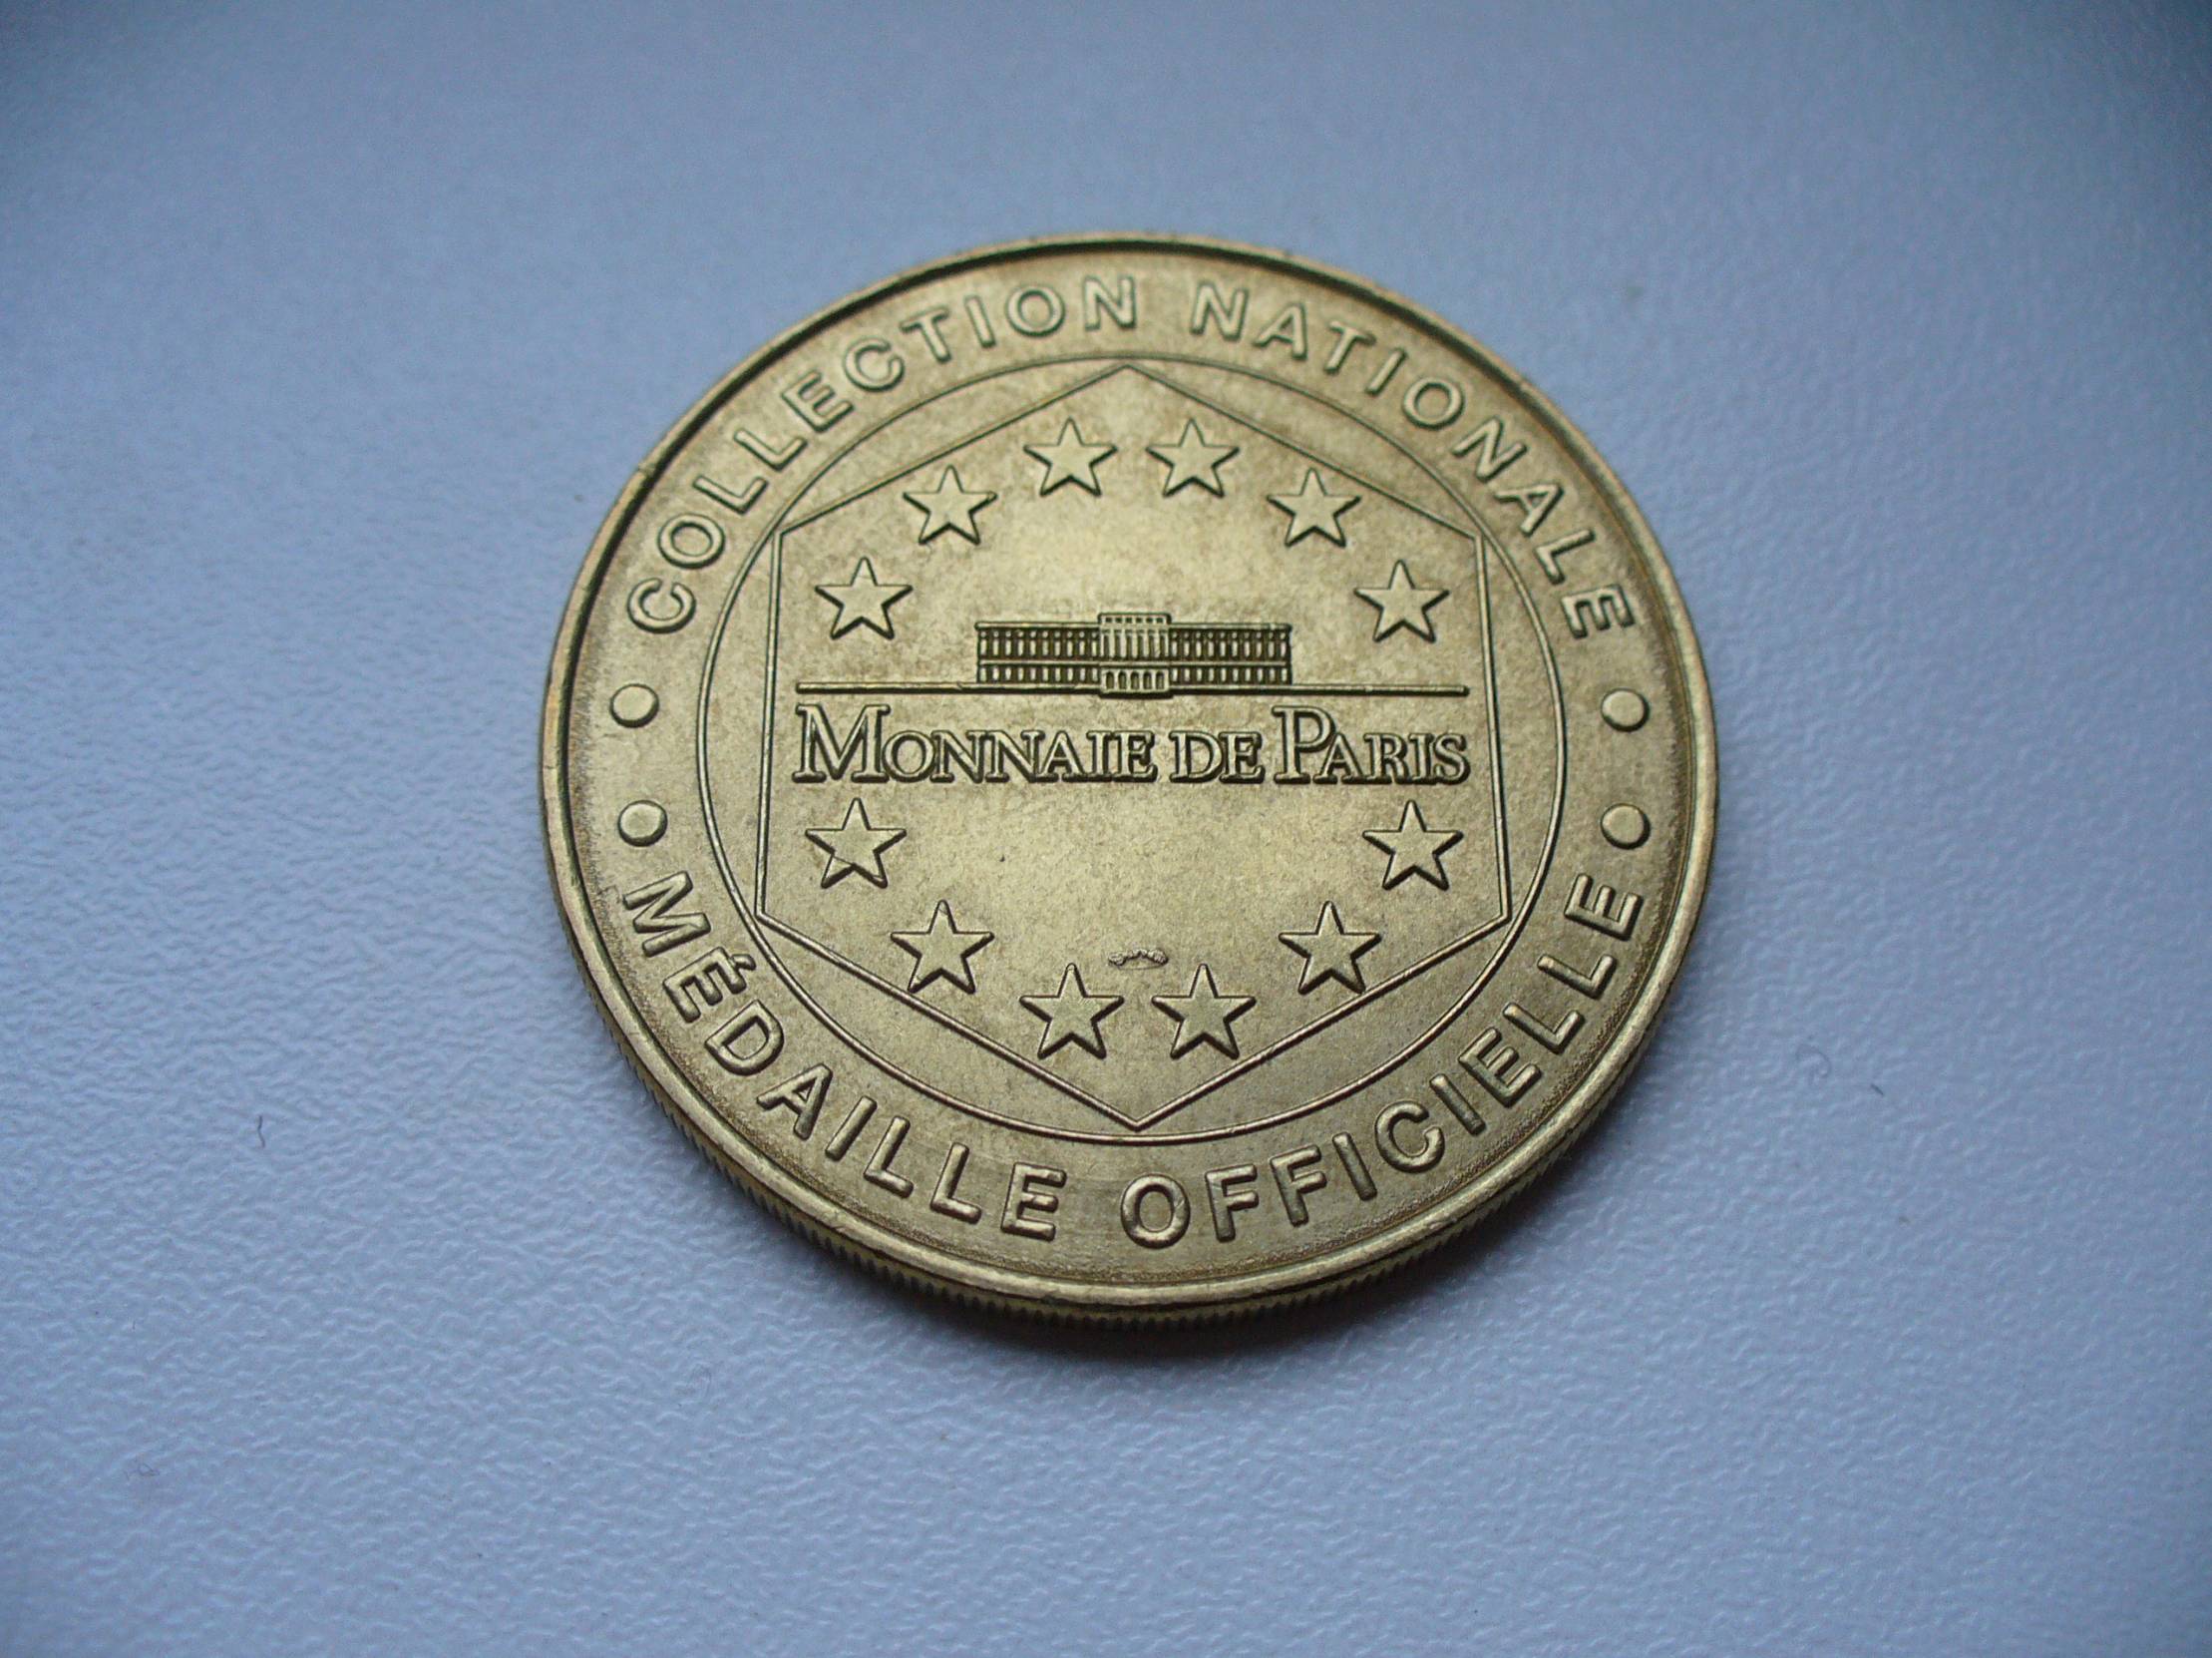 COLLECTION NATIONALE
MONNAIE DE PARIS
MÉDAILLE OFFICIELLE